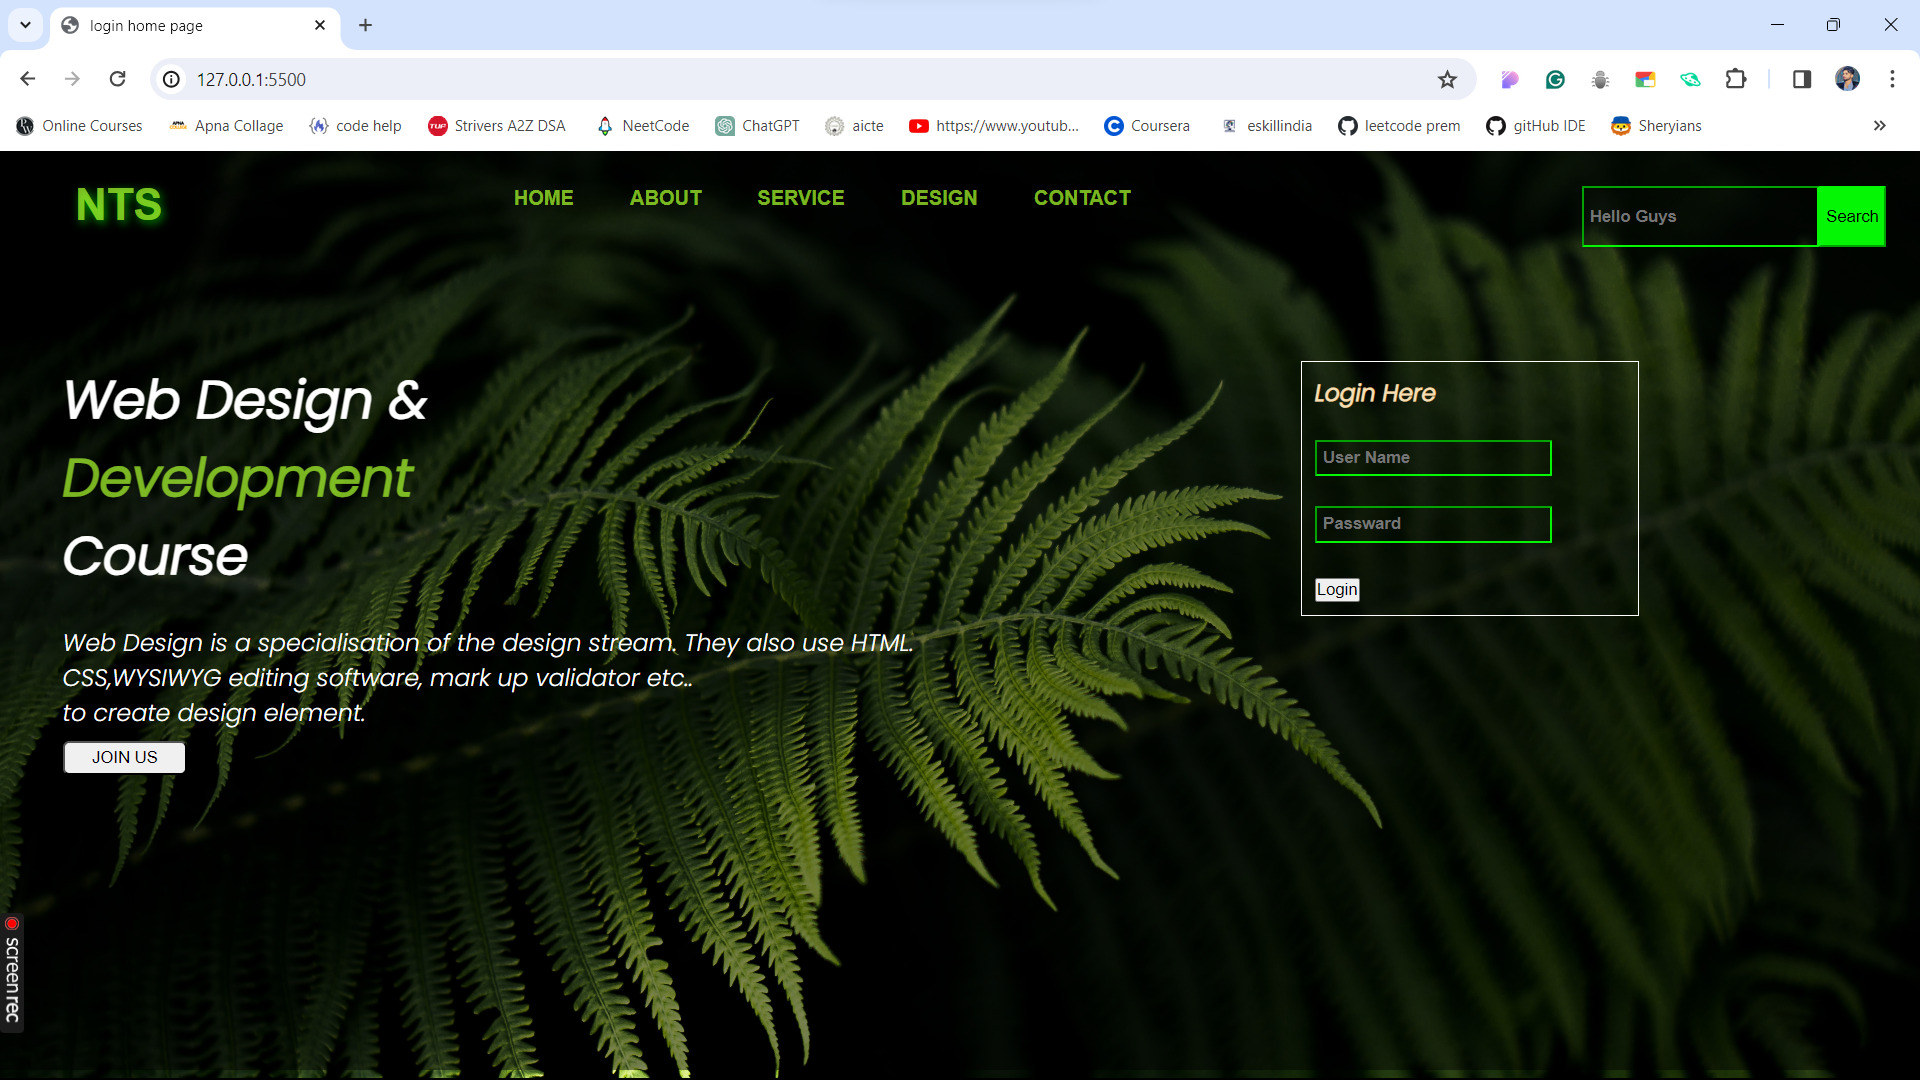 login home page
127.0.0.1:5500
Online Courses
Apna Collage
code help
TUF
Strivers A2Z DSA
NeetCode
ChatGPT
aicte
https://www.youtub...
Coursera
eskillindia
leetcode prem
gitHub IDE
Sheryians
NTS
HOME
ABOUT
SERVICE
DESIGN
CONTACT
Hello Guys
Search
Web Design &
Development
Course
Web Design is a specialisation of the design stream. They also use HTML.
CSS,WYSIWYG editing software, mark up validator etc..
to create design element.
JOIN US
Login Here
User Name
Passward
Login
screenrec